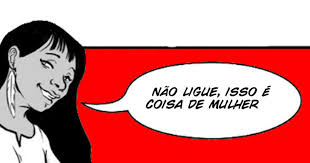 NÃO LIGUE, ISSO É
COISA DE MULHER